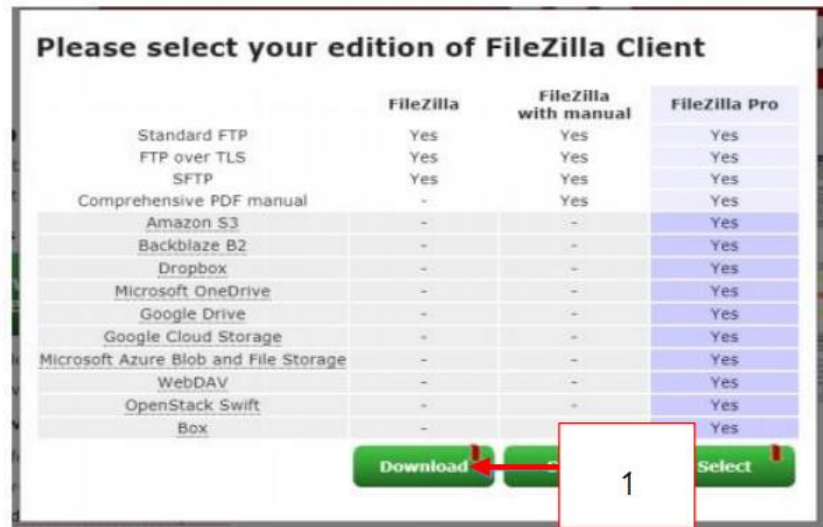 Please select your edition of FileZilla Client
FileZilla FileZilla with manual FileZilla Pro
Standard FTP Yes Yes Yes
FTP over TLS Yes Yes Yes
SFTP Yes Yes Yes
Comprehensive PDF manual - Yes Yes
Amazon S3 - - Yes
Backblaze B2 - - Yes
Dropbox - - Yes
Microsoft OneDrive - - Yes
Google Drive - - Yes
Google Cloud Storage - - Yes
Microsoft Azure Blob and File Storage - - Yes
WebDAV - - Yes
OpenStack Swift - - Yes
Box - Yes
Download Select
1